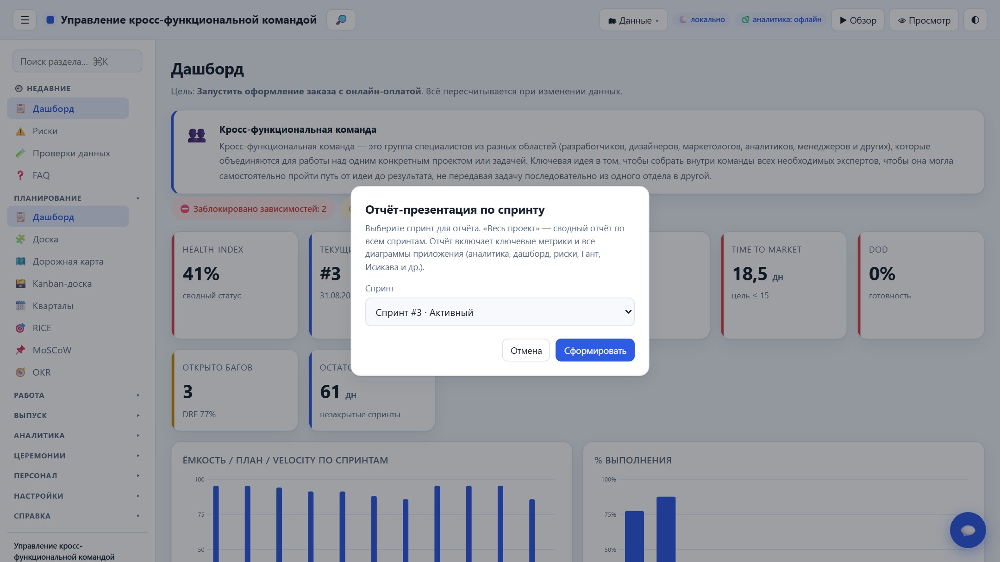 Управление кросс-функциональной командой
Данные
локально
аналитика: офлайн
Обзор
Просмотр
Поиск раздела... ⌘K
НЕДАВНИЕ
Дашборд
Риски
Проверки данных
FAQ
ПЛАНИРОВАНИЕ
Дашборд
Доска
Дорожная карта
Kanban-доска
Кварталы
RICE
MoSCoW
OKR
РАБОТА
ВЫПУСК
АНАЛИТИКА
ЦЕРЕМОНИИ
ПЕРСОНАЛ
НАСТРОЙКИ
СПРАВКА
Управление кросс-
функциональной командой
Дашборд
Цель: Запустить оформление заказа с онлайн-оплатой. Всё пересчитывается при изменении данных.
Кросс-функциональная команда
Кросс-функциональная команда — это группа специалистов из разных областей (разработчиков, дизайнеров, маркетологов, аналитиков, менеджеров и других), которые
объединяются для работы над одним конкретным проектом или задачей. Ключевая идея в том, чтобы собрать внутри команды всех необходимых экспертов, чтобы она могла
самостоятельно пройти путь от идеи до результата, не передавая задачу последовательно из одного отдела в другой.
Заблокировано зависимостей: 2
HEALTH-INDEX
41%
сводный статус
#3
TIME TO MARKET
18,5 дн
цель ≤ 15
DOD
0%
готовность
Отчёт-презентация по спринту
Выберите спринт для отчёта. «Весь проект» — сводный отчёт по
всем спринтам. Отчёт включает ключевые метрики и все
диаграммы приложения (аналитика, дашборд, риски, Гант,
Исикава и др.).
Спринт
Спринт #3 · Активный
Отмена
Сформировать
ОТКРЫТО БАГОВ
3
DRE 77%
61 дн
незакрытые спринты
ЁМКОСТЬ / ПЛАН / VELOCITY ПО СПРИНТАМ
100
75
50
% ВЫПОЛНЕНИЯ
100%
75%
50%